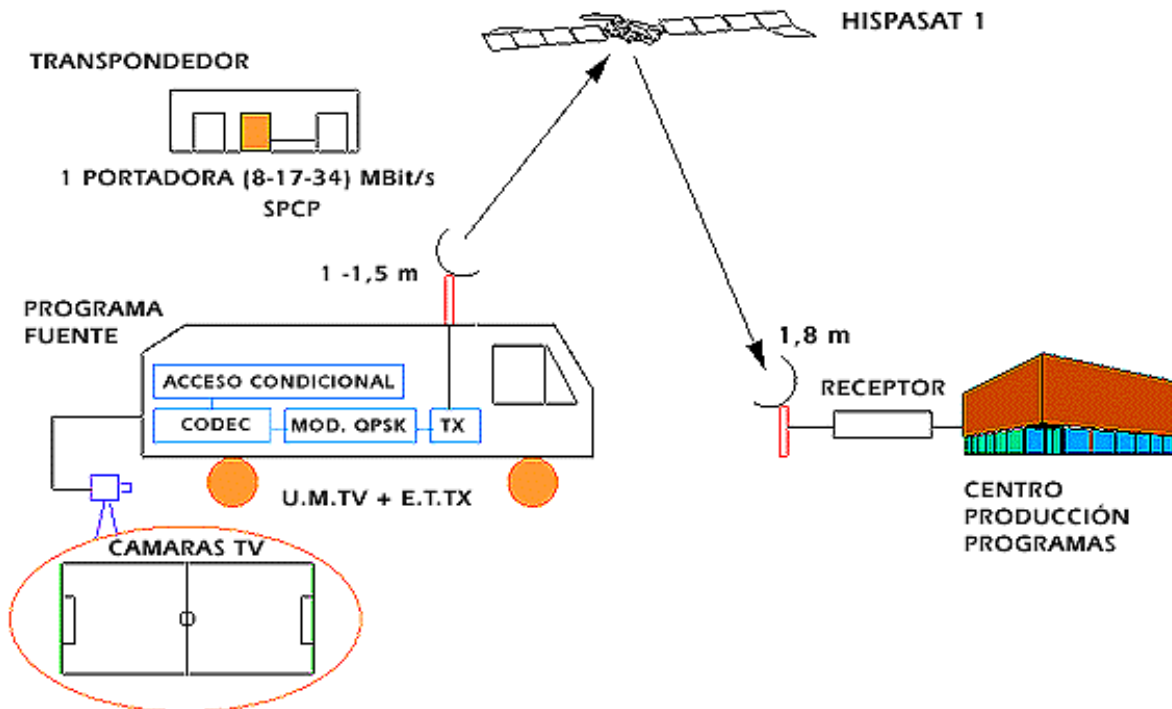 HISPASAT 1
TRANSPONDEDOR
1 PORTADORA (8-17-34) MBit/s
SPCP
1 -1,5 m
PROGRAMA
FUENTE
1,8 m
ACCESO CONDICIONAL
CODEC
MOD. QPSK
TX
RECEPTOR
U.M.TV + E.T.TX
CENTRO
PRODUCCIÓN
PROGRAMAS
CAMARAS TV